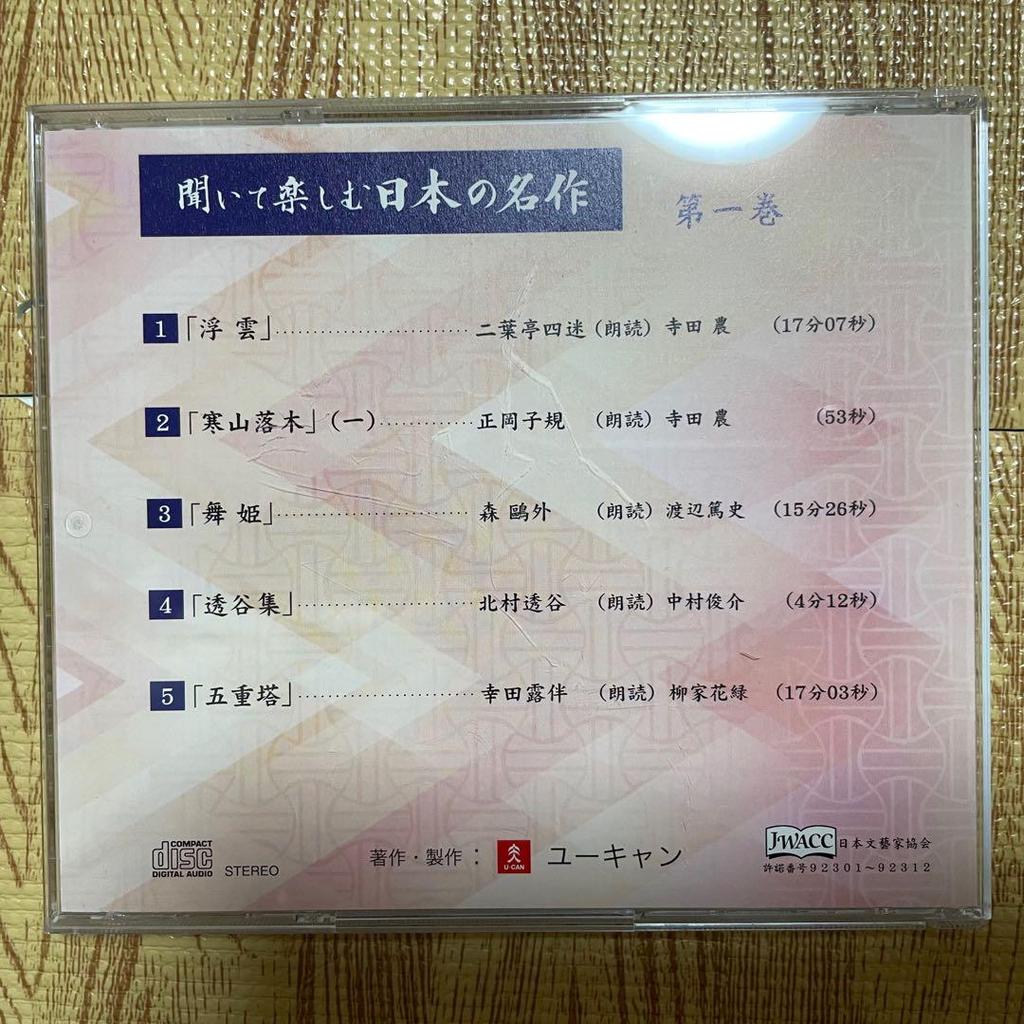 聞いて楽しむ日本の名作 第一巻
1 「浮雲」……………………… 二葉亭四迷 (朗読) 寺田 農 (17分07秒)
2 「寒山落木」(一)………… 正岡子規 (朗読) 寺田 農 (53秒)
3 「舞姫」……………………… 森 鷗外 (朗読) 渡辺篤史 (15分26秒)
4 「透谷集」…………………… 北村透谷 (朗読) 中村俊介 (4分12秒)
5 「五重塔」…………………… 幸田露伴 (朗読) 柳家花緑 (17分03秒)
COMPACT
disc
DIGITAL AUDIO
STEREO
著作・製作： U-CAN ユーキャン
JWACC 日本文藝家協会
許諾番号92301〜92312